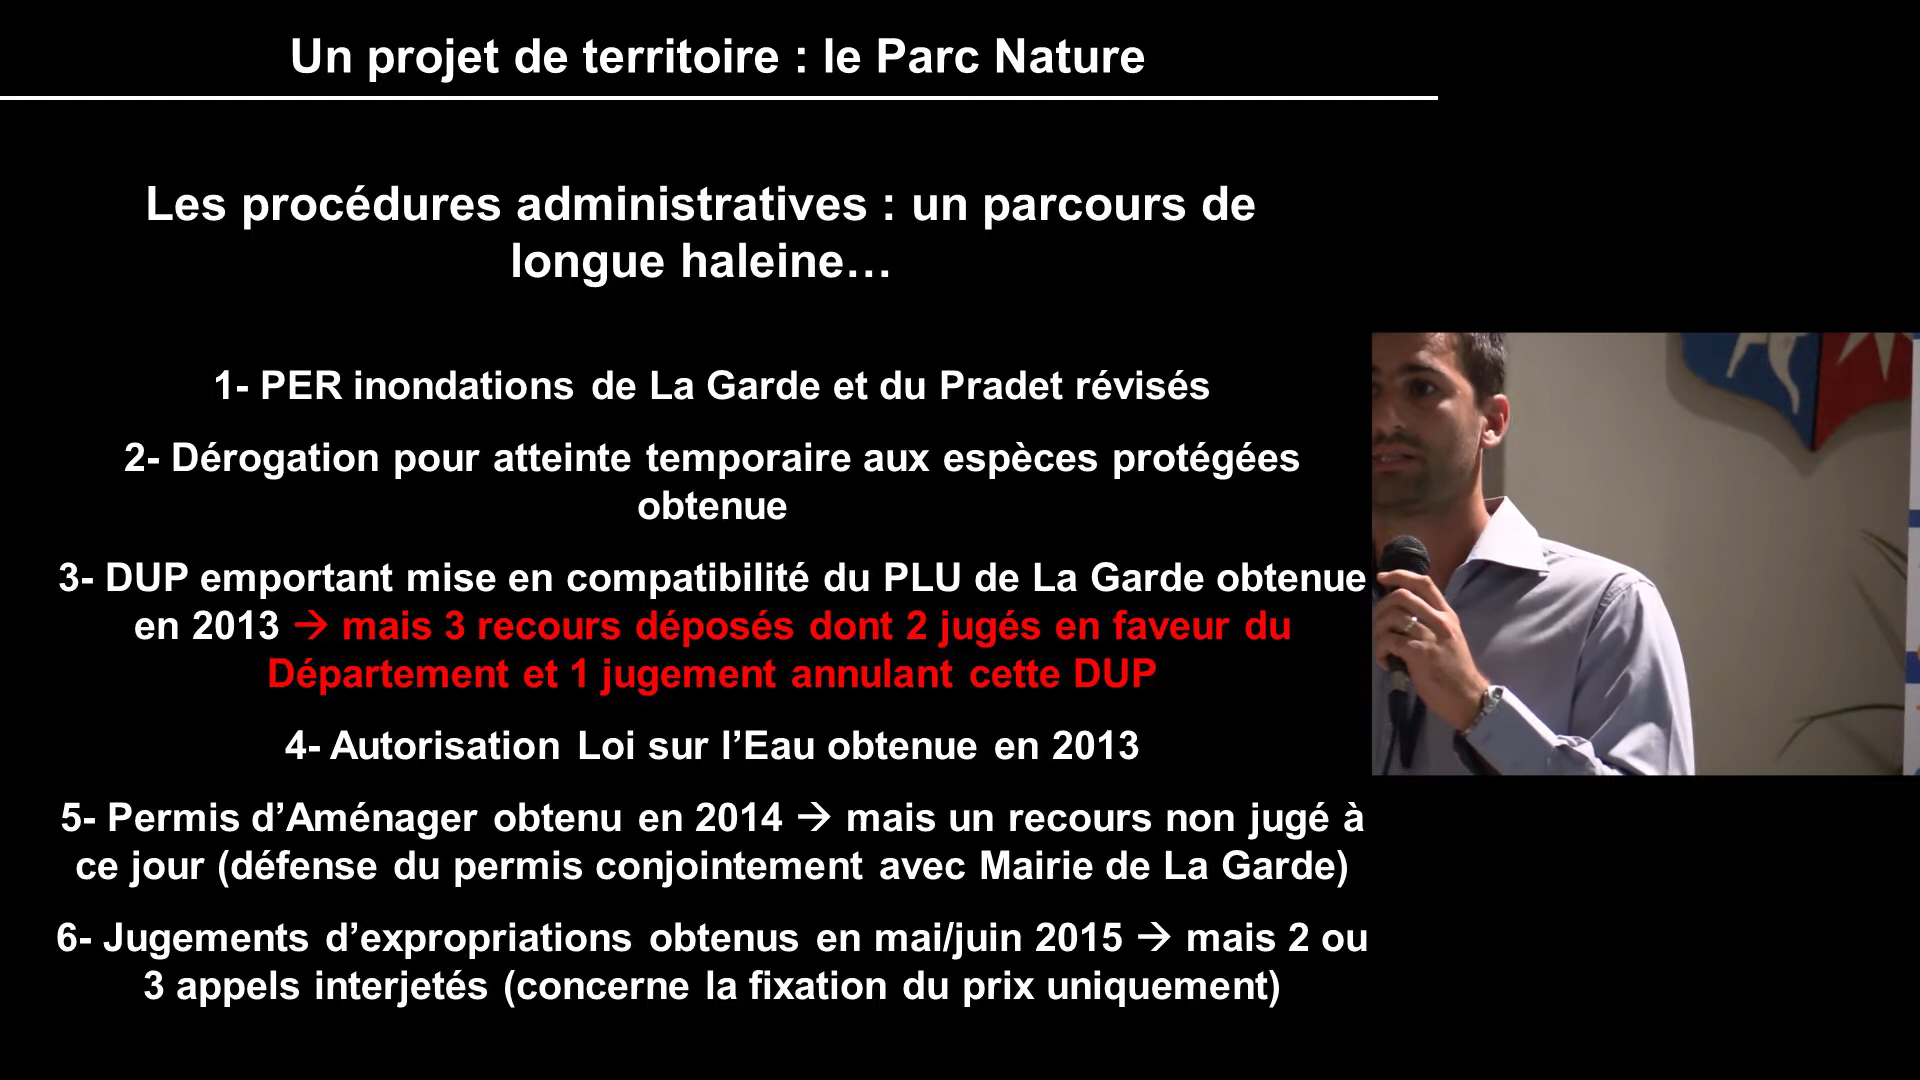 Un projet de territoire : le Parc Nature
Les procédures administratives : un parcours de
longue haleine…
1- PER inondations de La Garde et du Pradet révisés
2- Dérogation pour atteinte temporaire aux espèces protégées
obtenue
3- DUP emportant mise en compatibilité du PLU de La Garde obtenue
en 2013 → mais 3 recours déposés dont 2 jugés en faveur du
Département et 1 jugement annulant cette DUP
4- Autorisation Loi sur l’Eau obtenue en 2013
5- Permis d’Aménager obtenu en 2014 → mais un recours non jugé à
ce jour (défense du permis conjointement avec Mairie de La Garde)
6- Jugements d’expropriations obtenus en mai/juin 2015 → mais 2 ou
3 appels interjetés (concerne la fixation du prix uniquement)